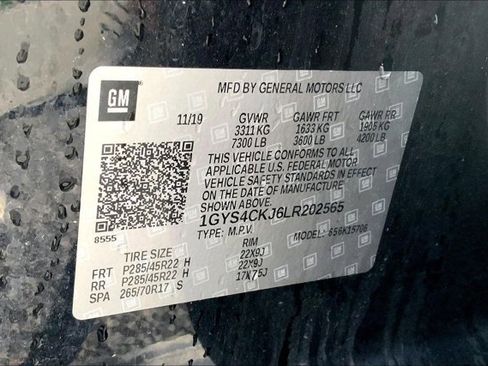 GM
MFD BY GENERAL MOTORS LLC
11/19 GVWR GAWR FRT GAWR RR
3311 KG 1633 KG 1905 KG
7300 LB 3600 LB 4200 LB
THIS VEHICLE CONFORMS TO ALL
APPLICABLE U.S. FEDERAL MOTOR
VEHICLE SAFETY STANDARDS IN EFFECT
ON THE DATE OF MANUFACTURE
SHOWN ABOVE.
1GYS4CKJ6LR202565
8555
TYPE: M.P.V. 656K15706
TIRE SIZE RIM
FRT P285/45R22 H 22X9J
RR P285/45R22 H 22X9J
SPA 265/70R17 S 17X75J